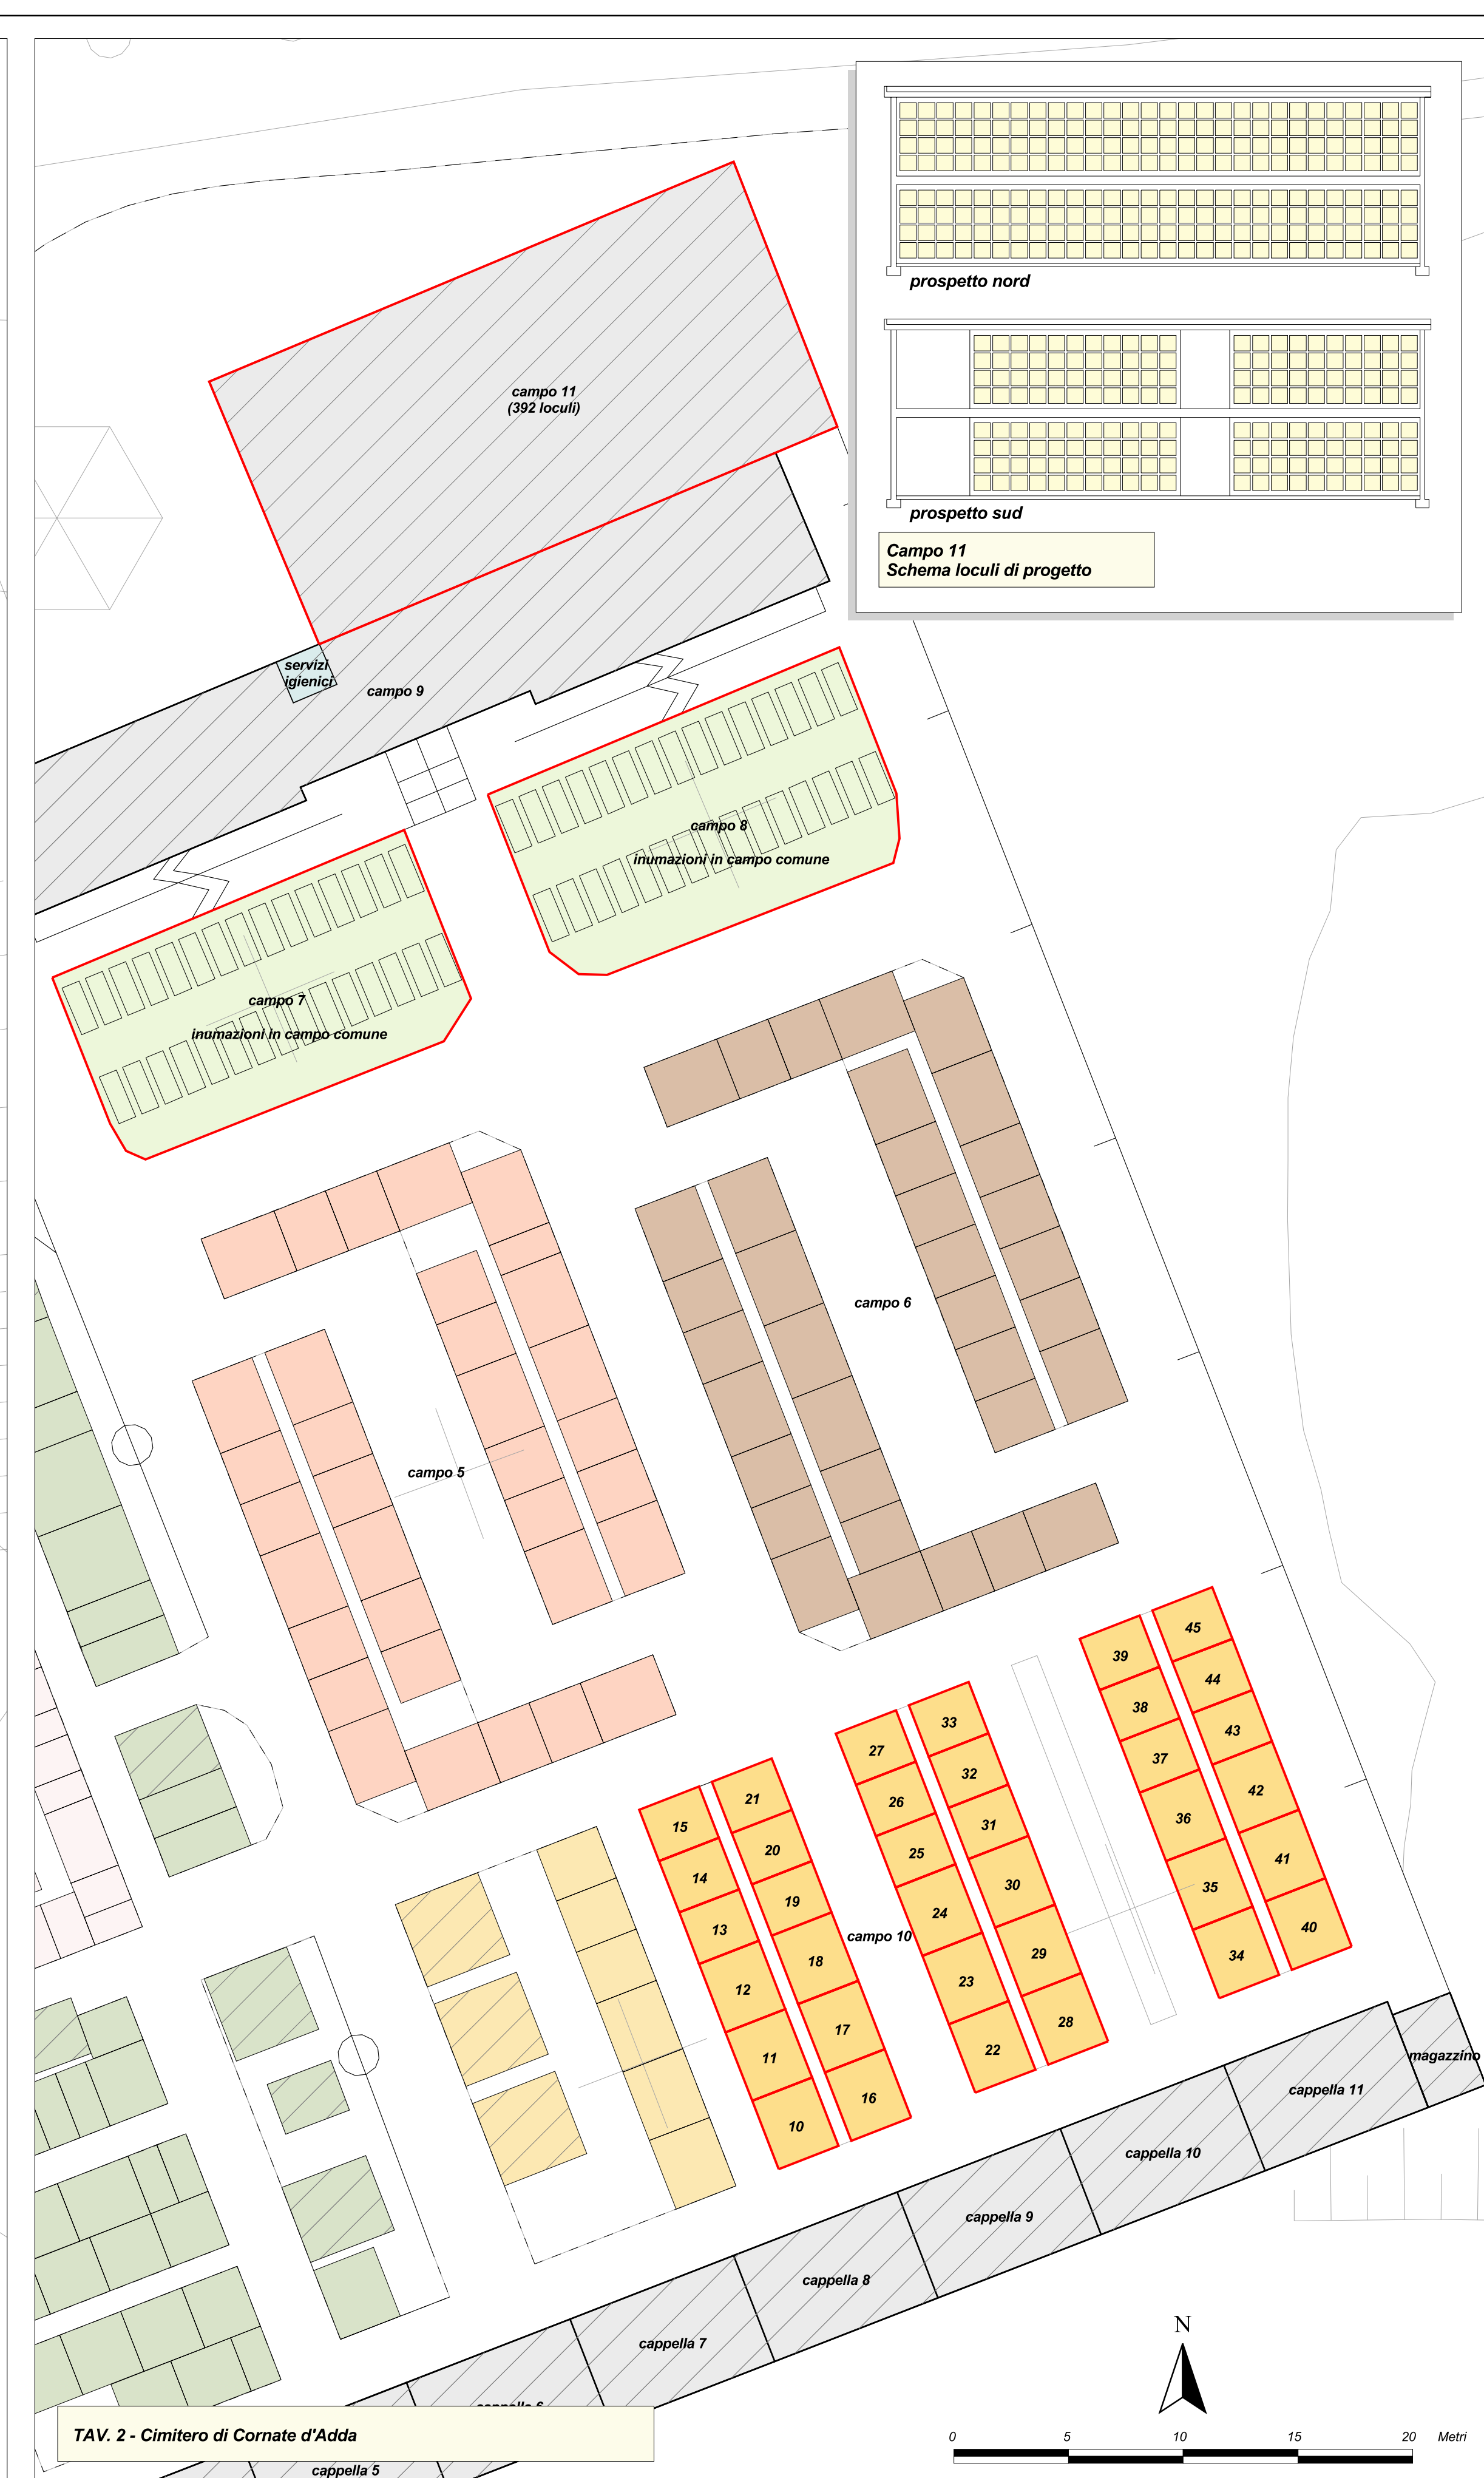 prospetto nord
prospetto sud
Campo 11
Schema loculi di progetto
campo 11
(392 loculi)
servizi
igienici
campo 9
campo 8
inumazioni in campo comune
campo 7
inumazioni in campo comune
campo 6
campo 5
campo 10
15
14
13
12
11
10
21
20
19
18
17
16
27
26
25
24
23
22
33
32
31
30
29
28
39
38
37
36
35
34
45
44
43
42
41
40
magazzino
cappella 11
cappella 10
cappella 9
cappella 8
cappella 7
cappella 6
cappella 5
TAV. 2 - Cimitero di Cornate d'Adda
N
0 5 10 15 20 Metri